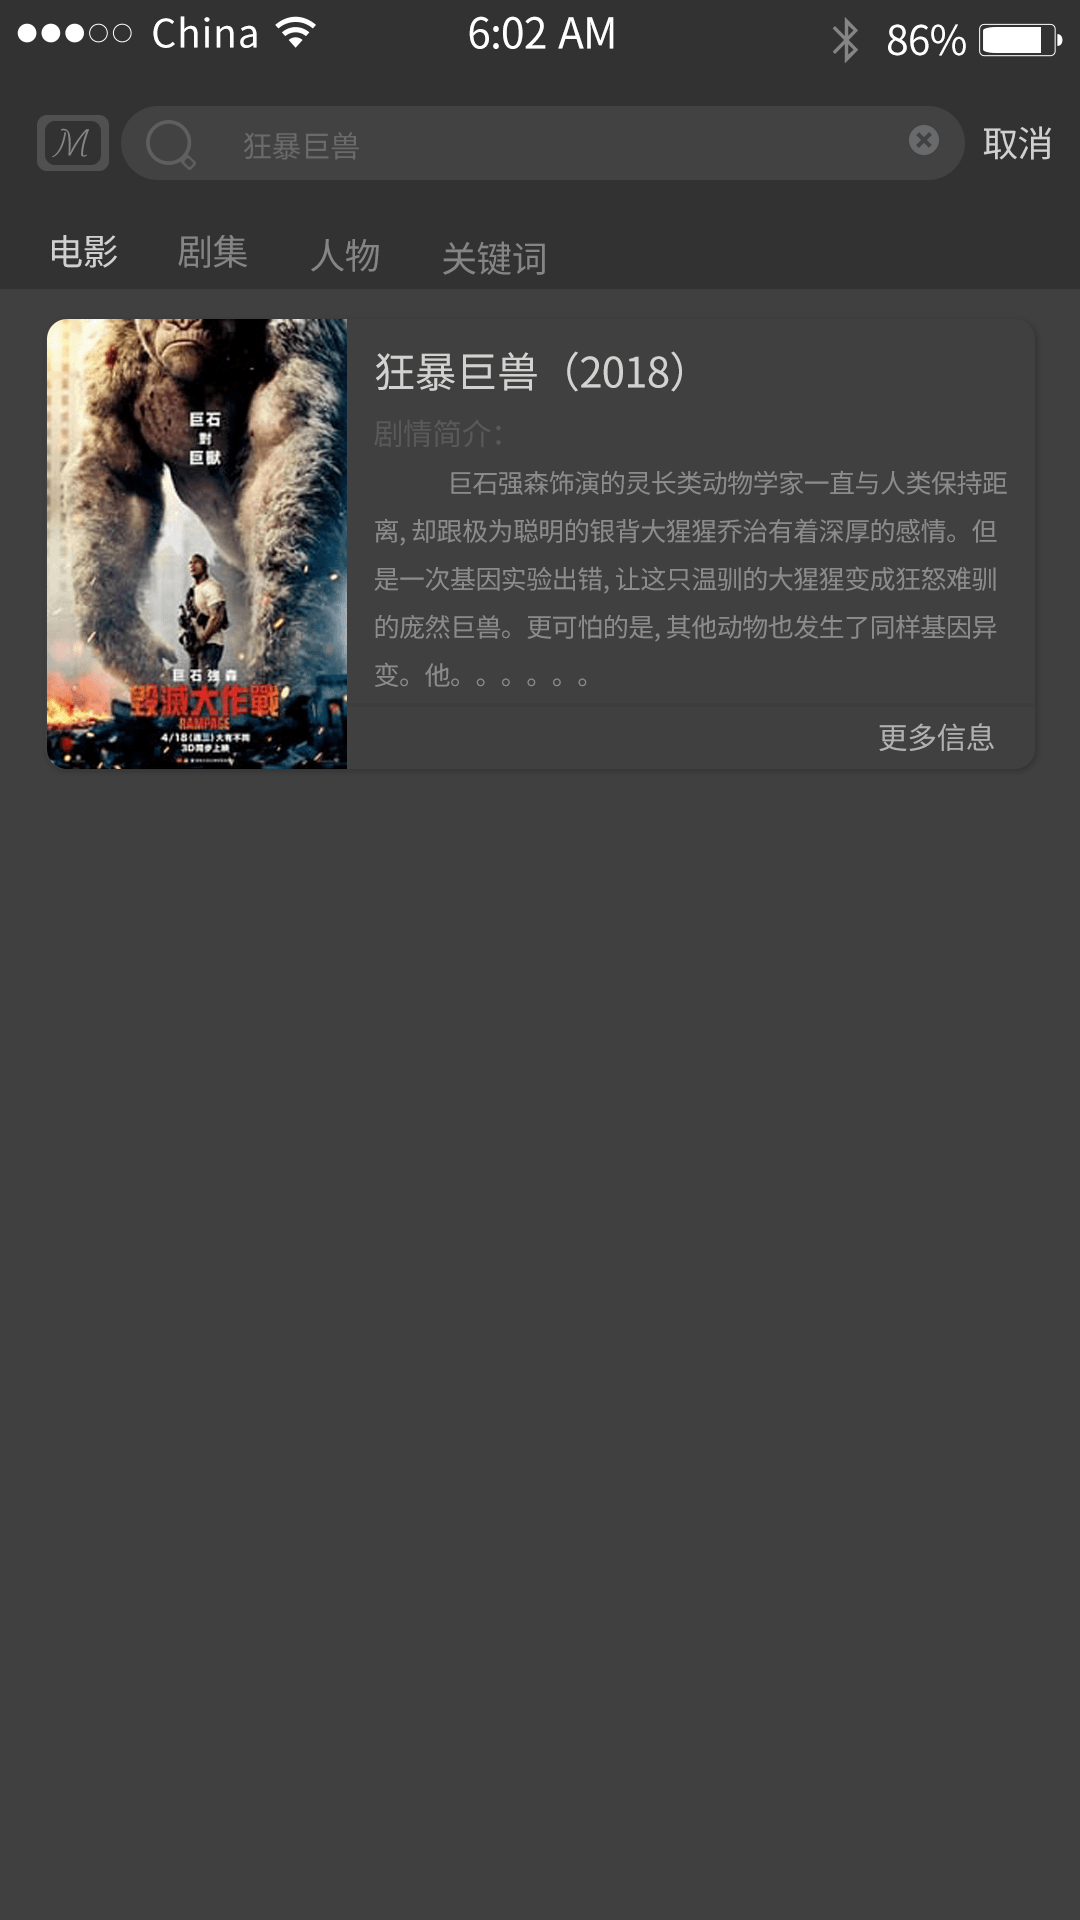 China 6:02 AM 86%
M 狂暴巨兽 取消
电影 剧集 人物 关键词
巨石
對
巨獸
巨石強森
毀滅大作戰
RAMPAGE
4/18(週三)大有不同
3D同步上映
狂暴巨兽（2018）
剧情简介：
巨石强森饰演的灵长类动物学家一直与人类保持距
离, 却跟极为聪明的银背大猩猩乔治有着深厚的感情。但
是一次基因实验出错, 让这只温驯的大猩猩变成狂怒难驯
的庞然巨兽。更可怕的是, 其他动物也发生了同样基因异
变。他。。。。。。
更多信息